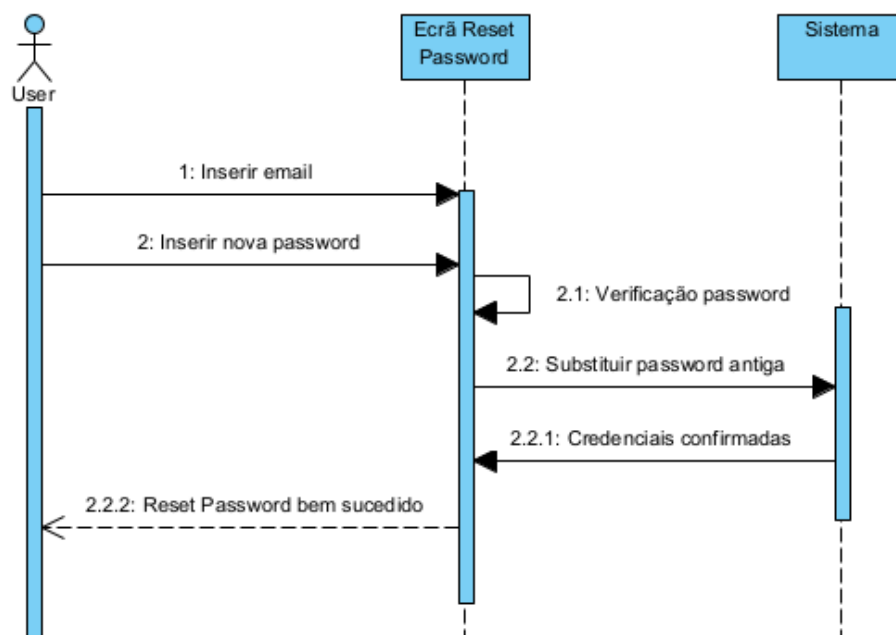 User
Ecrã Reset
Password
Sistema
1: Inserir email
2: Inserir nova password
2.1: Verificação password
2.2: Substituir password antiga
2.2.1: Credenciais confirmadas
2.2.2: Reset Password bem sucedido